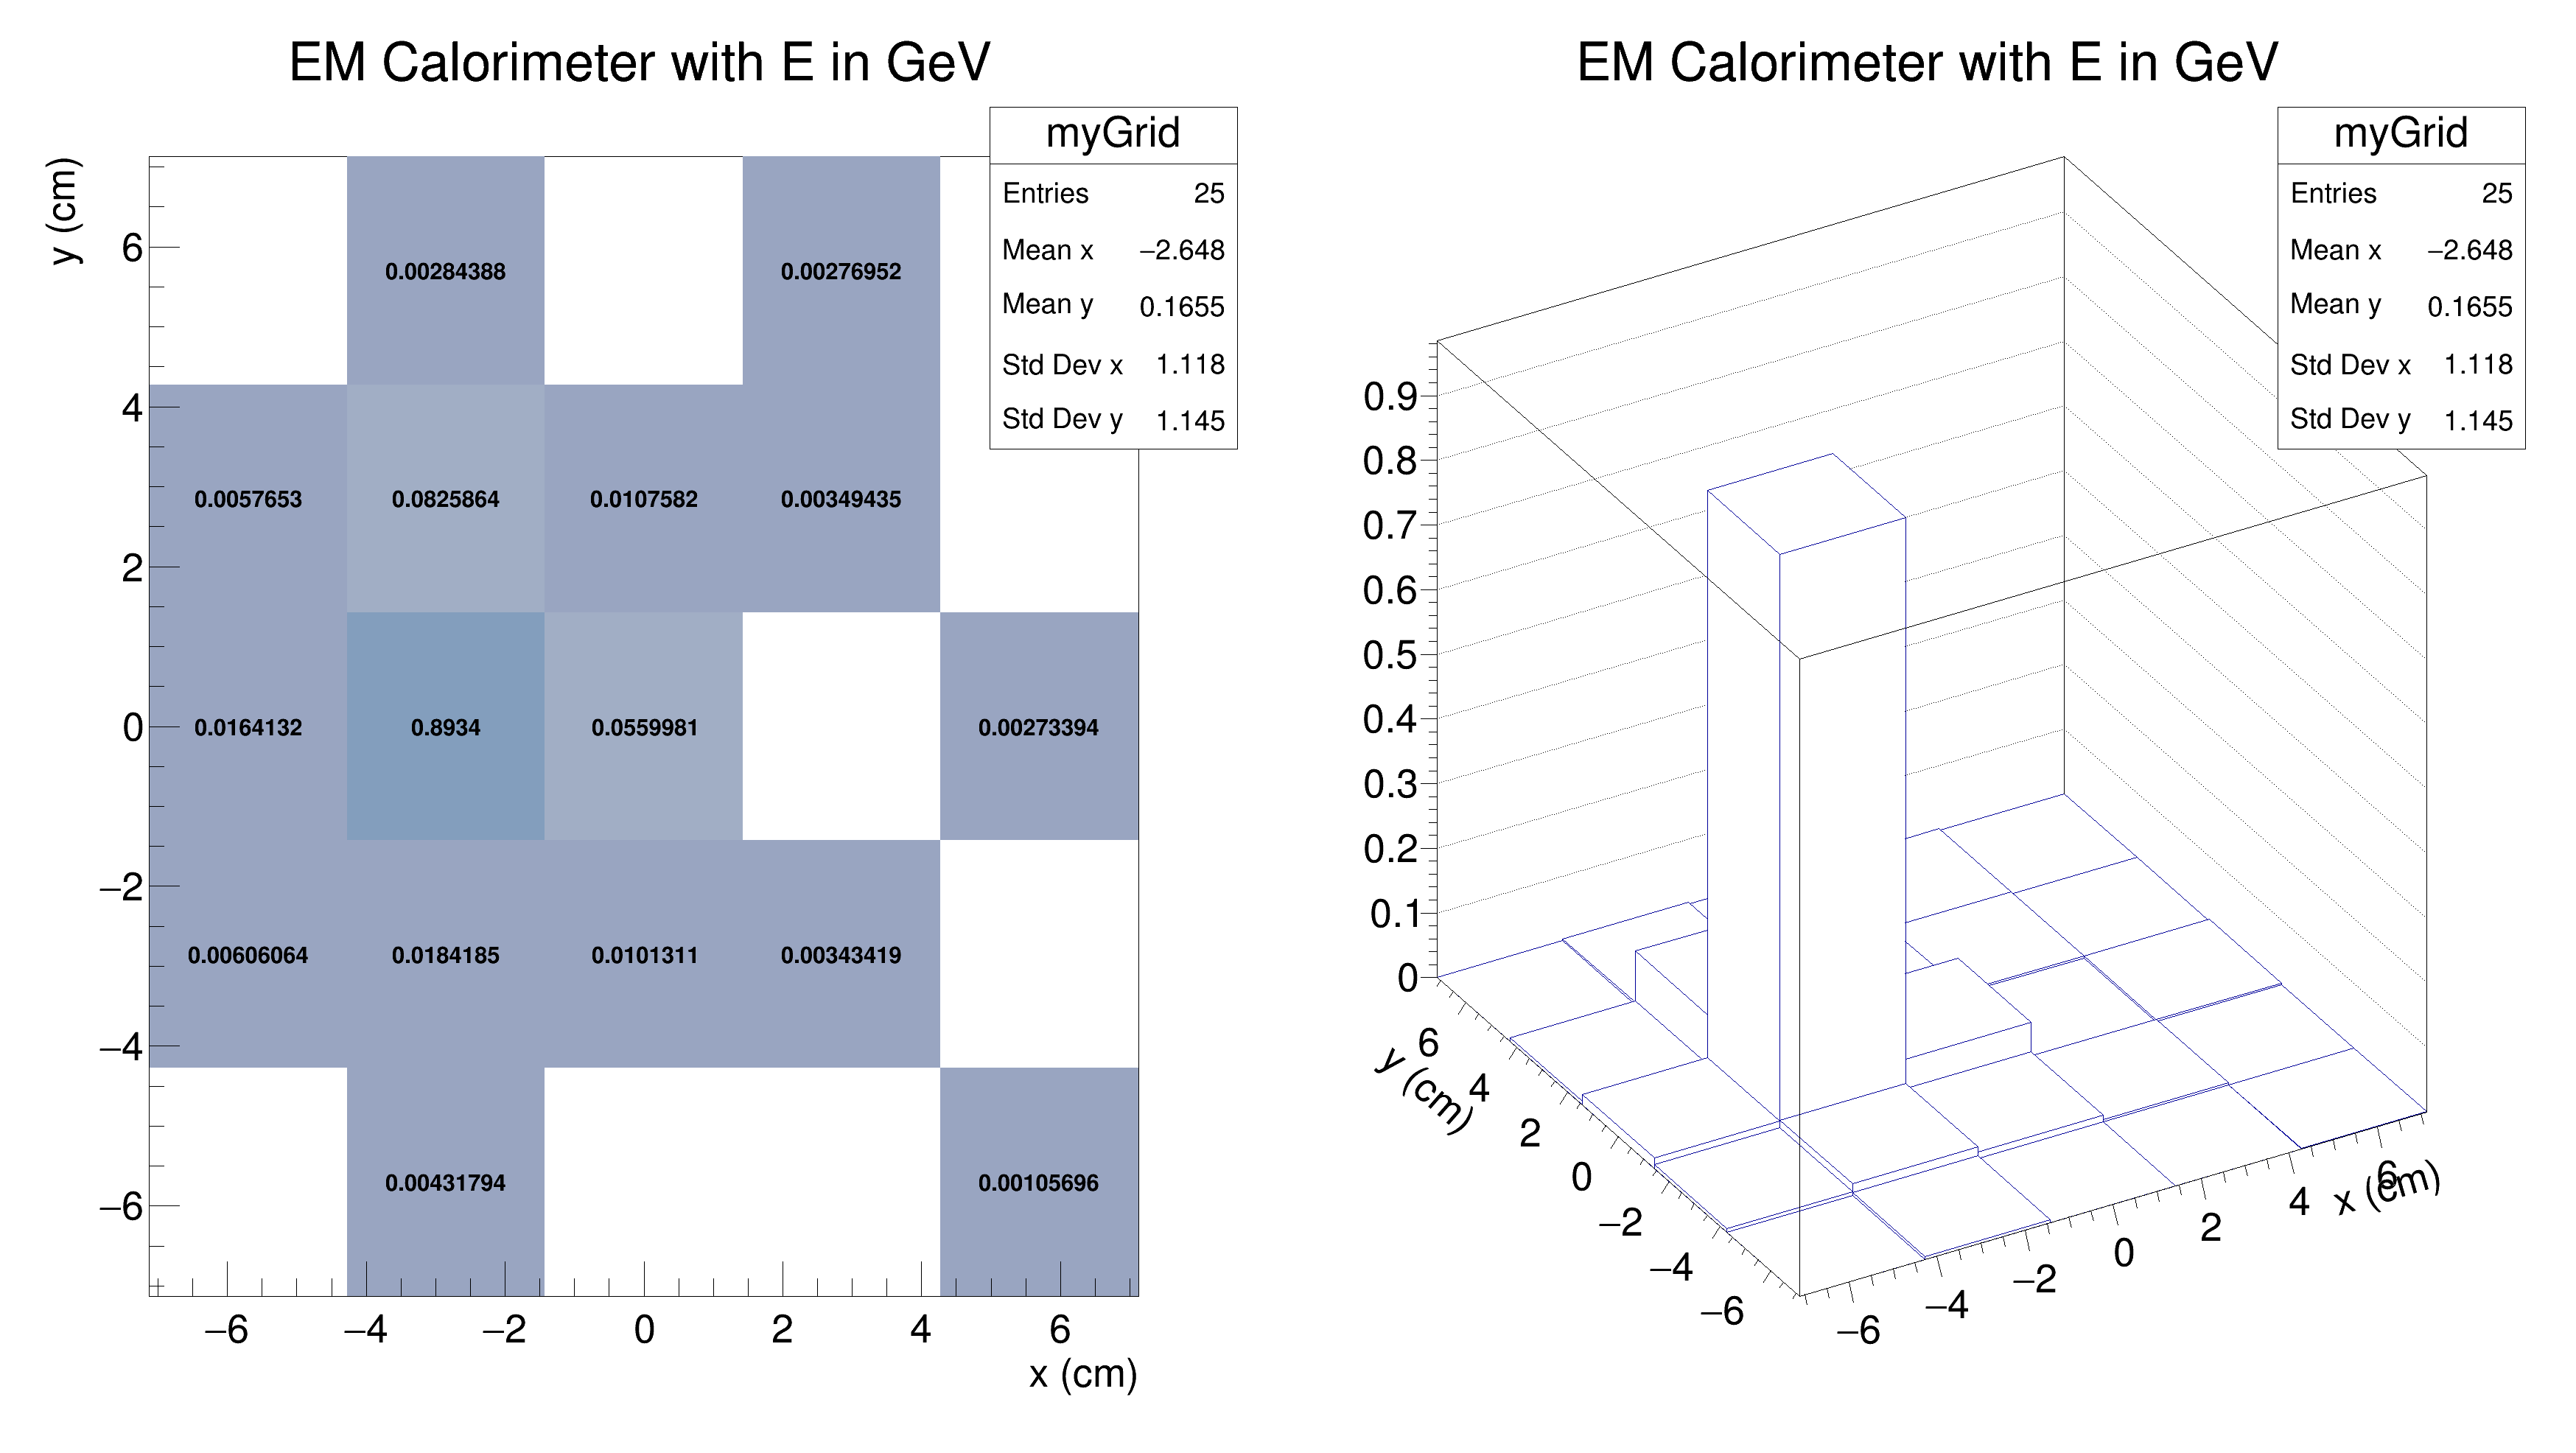 EM Calorimeter with E in GeV
myGrid
Entries 25
Mean x −2.648
Mean y 0.1655
Std Dev x 1.118
Std Dev y 1.145
y (cm)
6
4
2
0
−2
−4
−6
0.00284388 0.00276952
0.0057653 0.0825864 0.0107582 0.00349435
0.0164132 0.8934 0.0559981 0.00273394
0.00606064 0.0184185 0.0101311 0.00343419
0.00431794 0.00105696
−6 −4 −2 0 2 4 6
x (cm)
EM Calorimeter with E in GeV
myGrid
Entries 25
Mean x −2.648
Mean y 0.1655
Std Dev x 1.118
Std Dev y 1.145
0.9
0.8
0.7
0.6
0.5
0.4
0.3
0.2
0.1
0
y (cm)
6
4
2
0
−2
−4
−6
−6 −4 −2 0 2 4 6
x (cm)